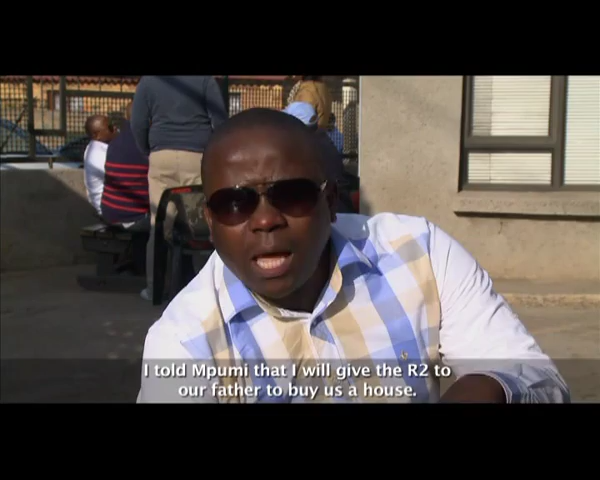 I told Mpumi that I will give the R2 to
our father to buy us a house.